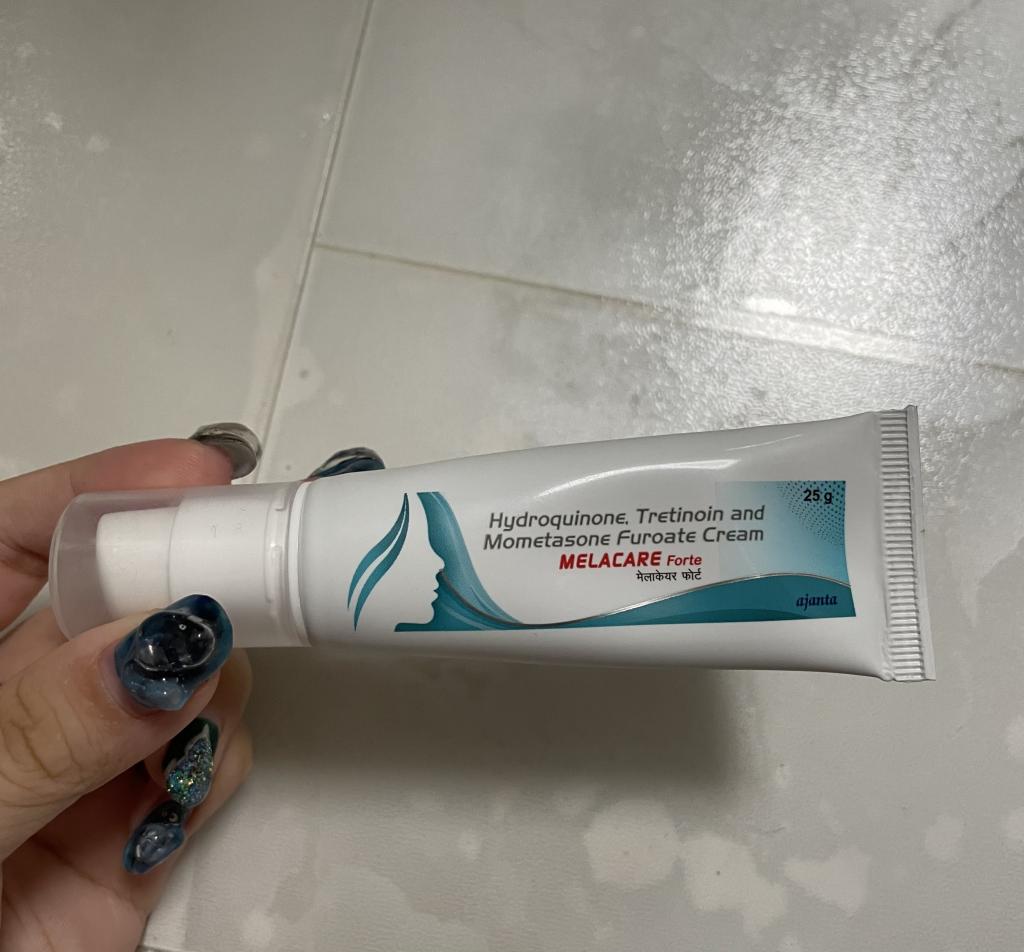 25 g
Hydroquinone, Tretinoin and
Mometasone Furoate Cream
MELACARE Forte
मेलाकेयर फोर्ट
ajanta